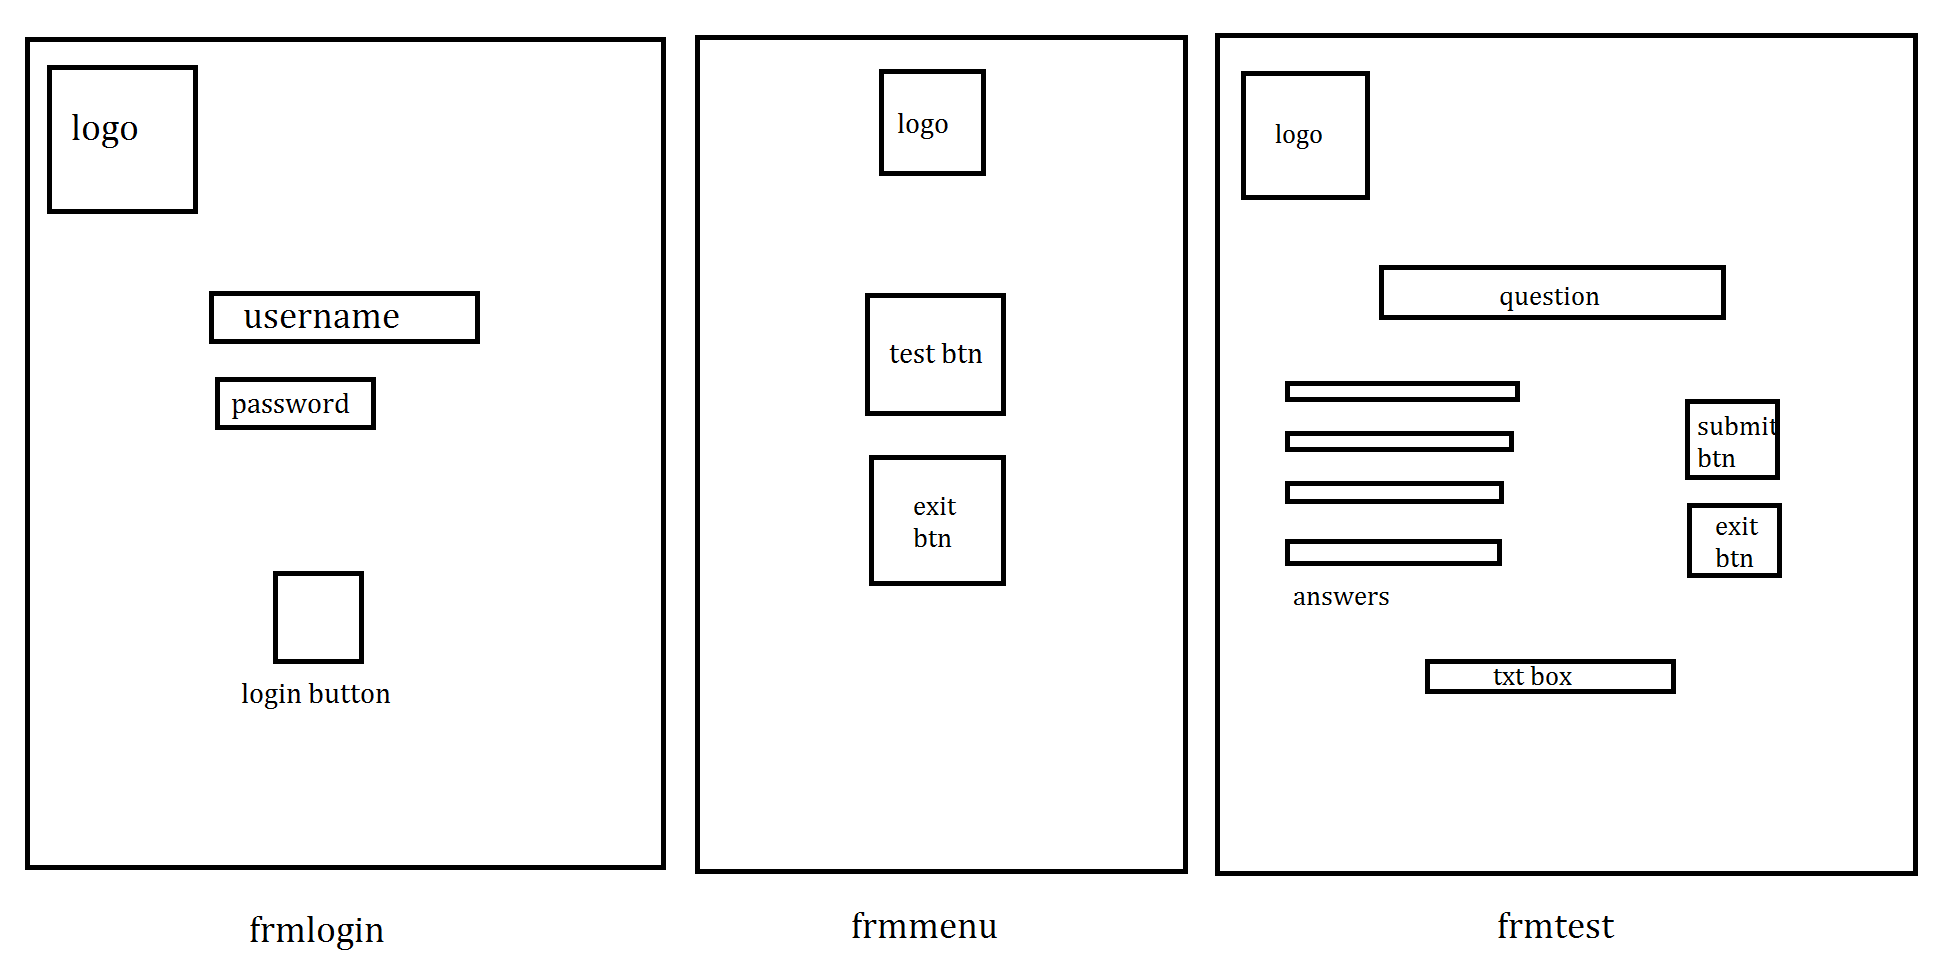 logo
username
password
login button
frmlogin
logo
test btn
exit
btn
frmmenu
logo
question
submit
btn
exit
btn
answers
txt box
frmtest